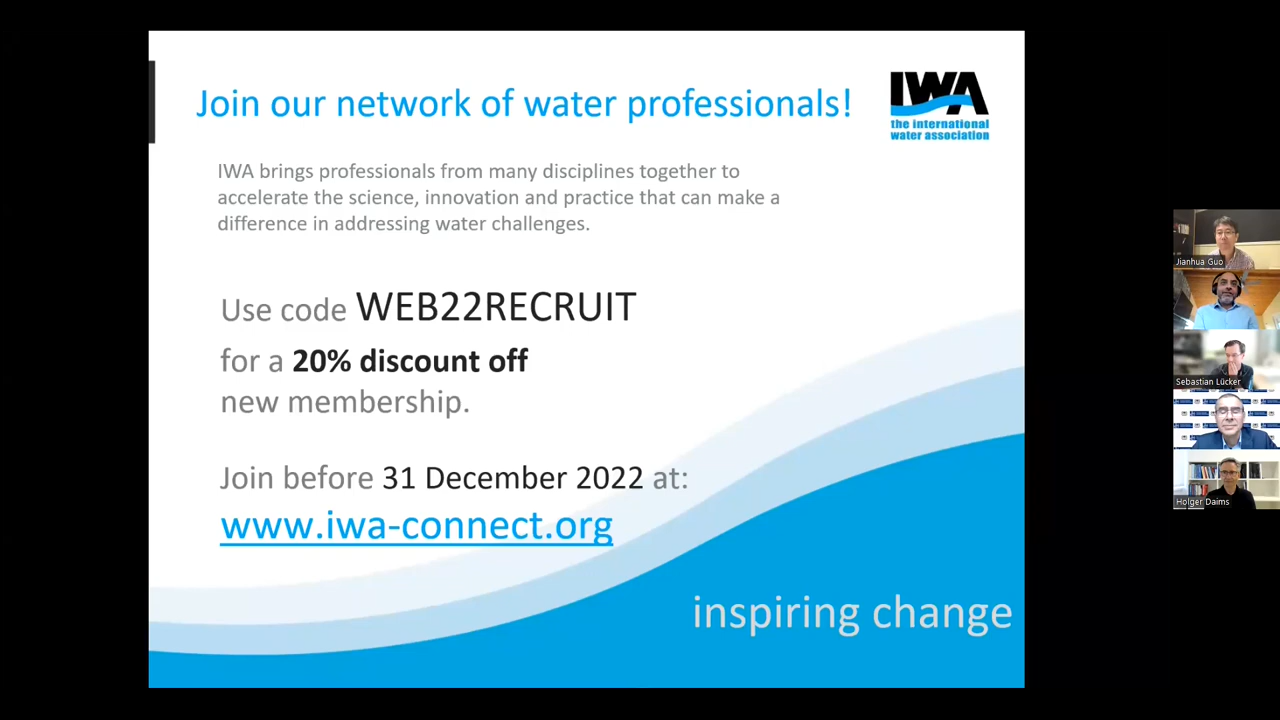 Join our network of water professionals!
IWA
the international
water association
IWA brings professionals from many disciplines together to
accelerate the science, innovation and practice that can make a
difference in addressing water challenges.
Use code WEB22RECRUIT
for a 20% discount off
new membership.
Join before 31 December 2022 at:
www.iwa-connect.org
inspiring change
Jianhua Guo
Sebastian Lücker
Holger Daims